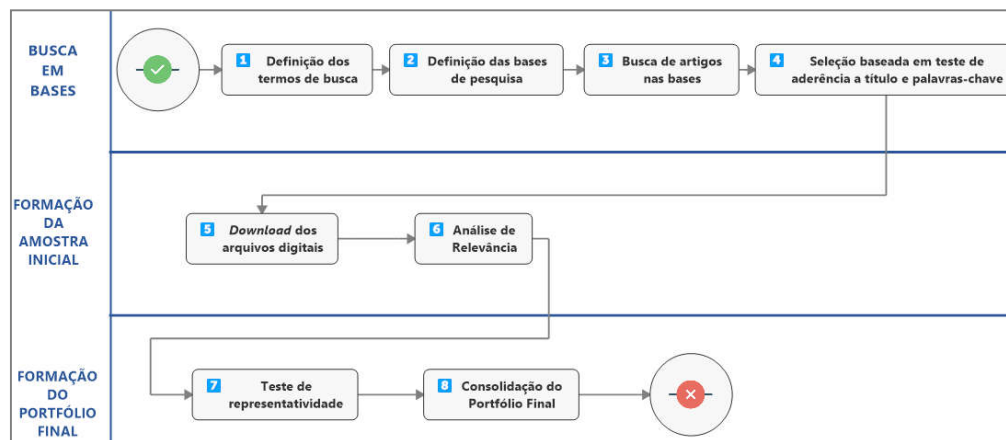 BUSCA
EM
BASES
1 Definição dos
termos de busca
2 Definição das bases
de pesquisa
3 Busca de artigos
nas bases
4 Seleção baseada em teste de
aderência a título e palavras-chave
FORMAÇÃO
DA
AMOSTRA
INICIAL
5 Download dos
arquivos digitais
6 Análise de
Relevância
FORMAÇÃO
DO
PORTFÓLIO
FINAL
7 Teste de
representatividade
8 Consolidação do
Portfólio Final